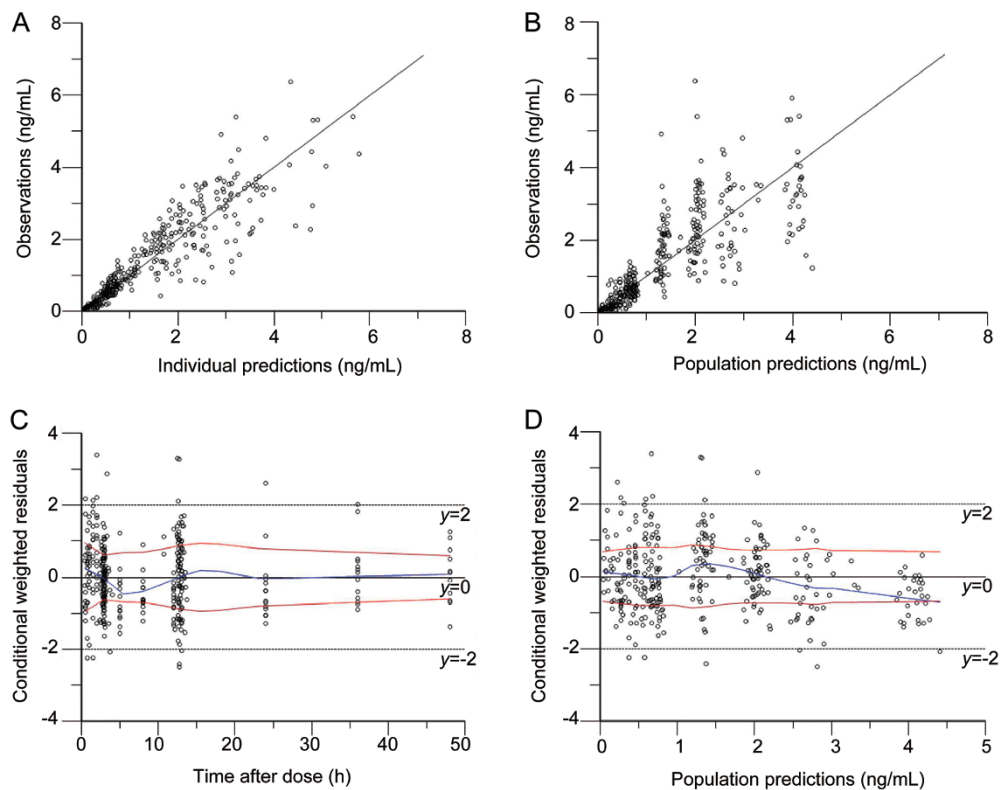 A
B
8
6
4
2
0
Observations (ng/mL)
0 2 4 6 8
Individual predictions (ng/mL)
8
6
4
2
0
Observations (ng/mL)
0 2 4 6 8
Population predictions (ng/mL)
C
D
4
2
0
-2
-4
Conditional weighted residuals
y=2
y=0
y=-2
0 10 20 30 40 50
Time after dose (h)
4
2
0
-2
-4
Conditional weighted residuals
y=2
y=0
y=-2
0 1 2 3 4 5
Population predictions (ng/mL)